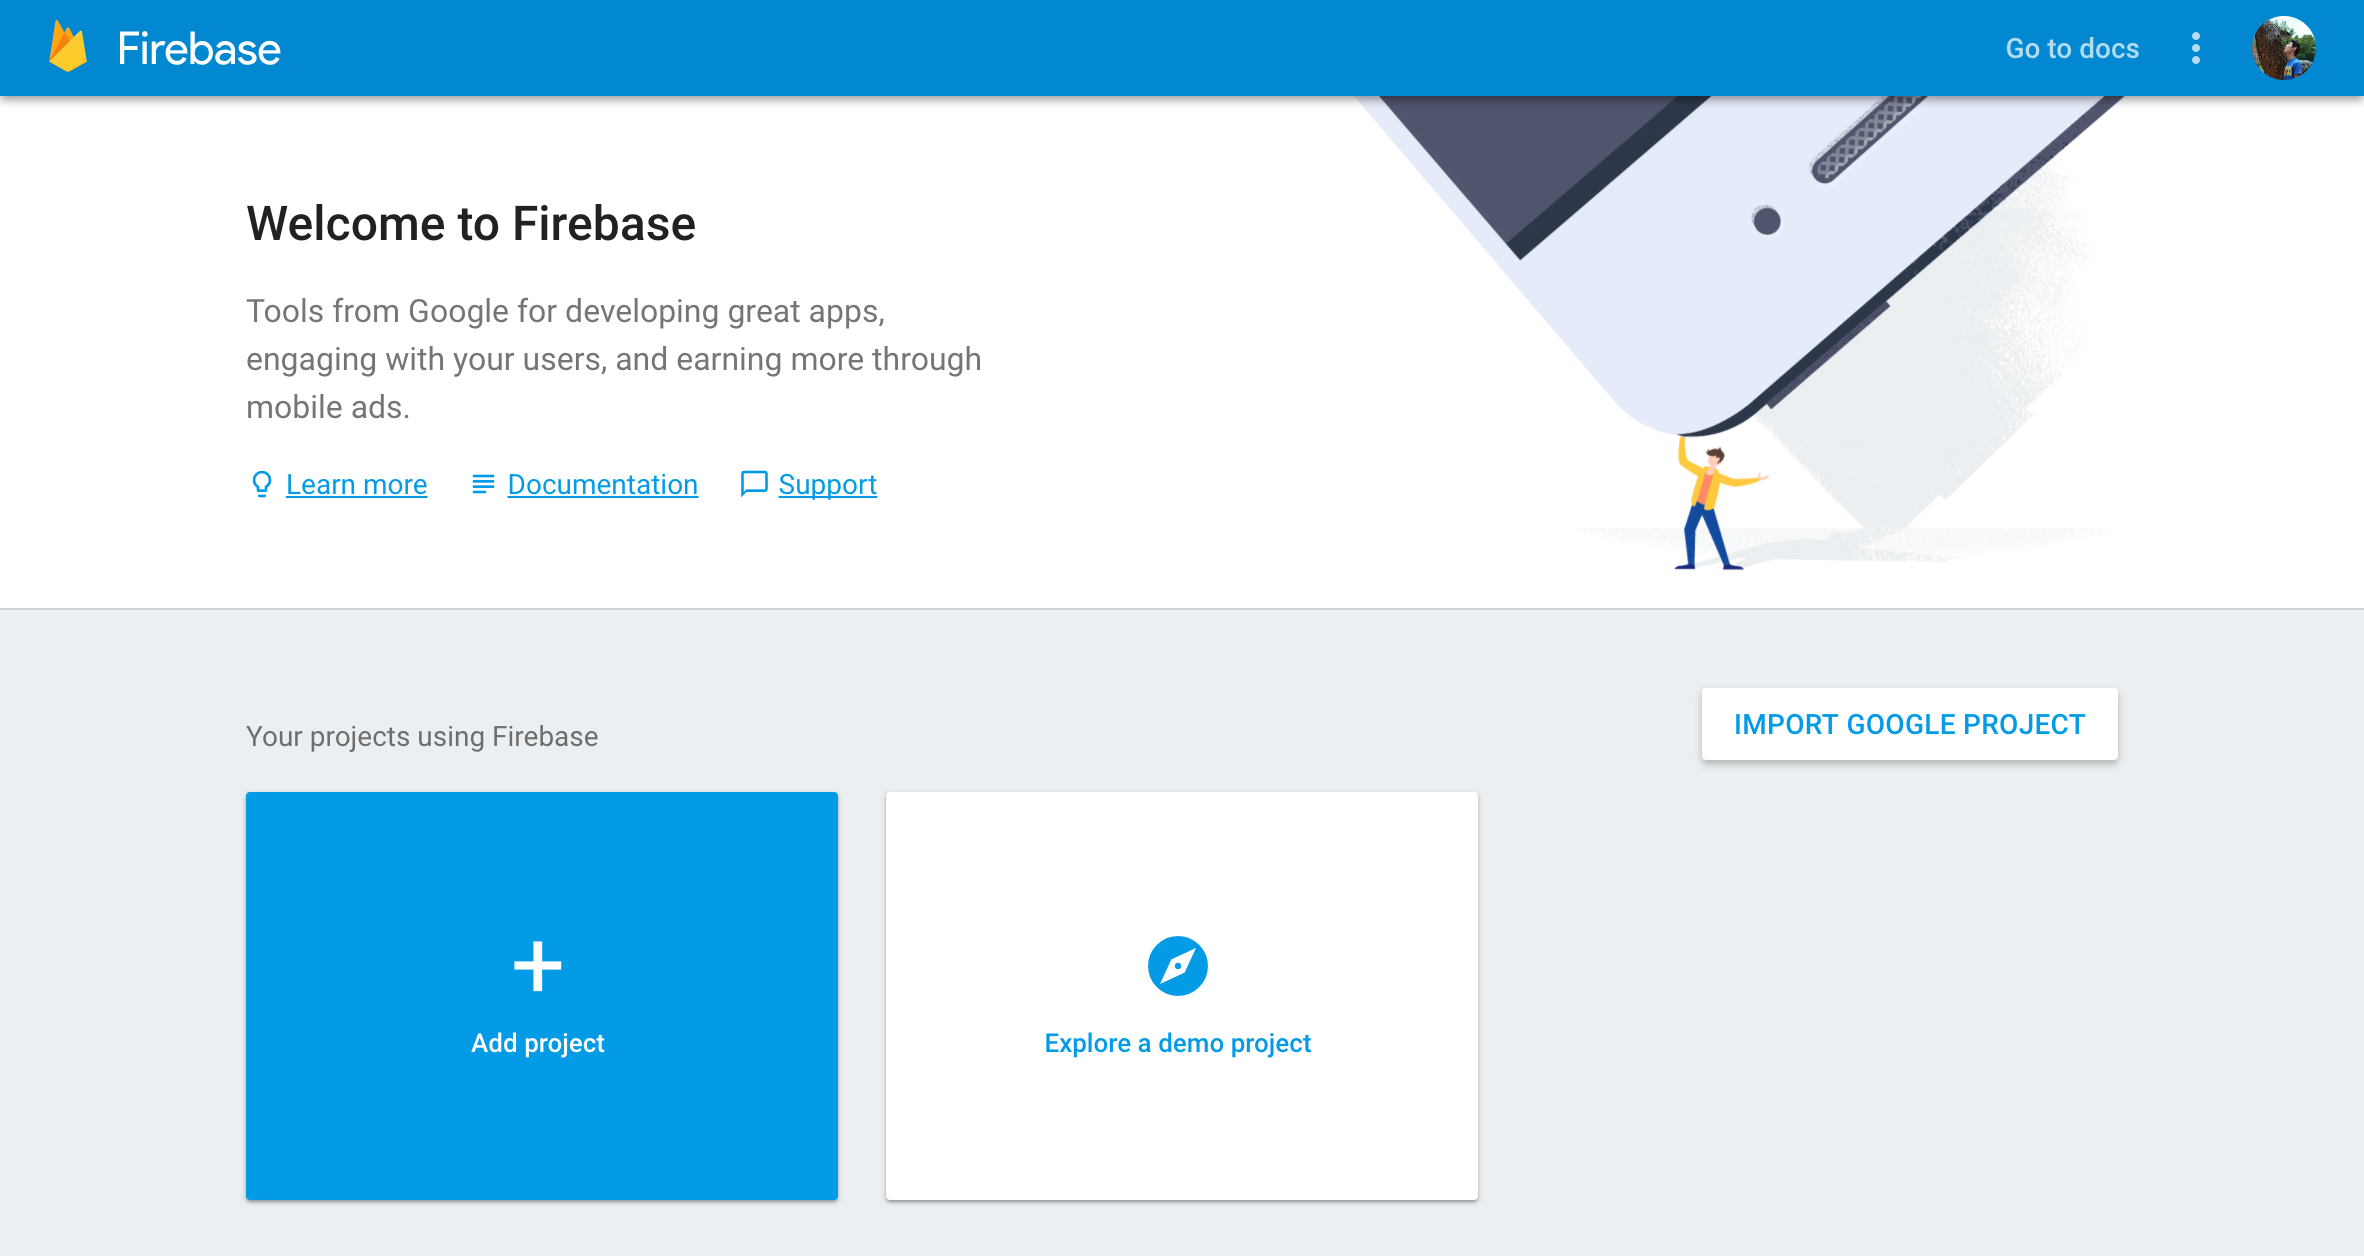 Firebase
Go to docs
Welcome to Firebase
Tools from Google for developing great apps,
engaging with your users, and earning more through
mobile ads.
Learn more
Documentation
Support
Your projects using Firebase
IMPORT GOOGLE PROJECT
Add project
Explore a demo project